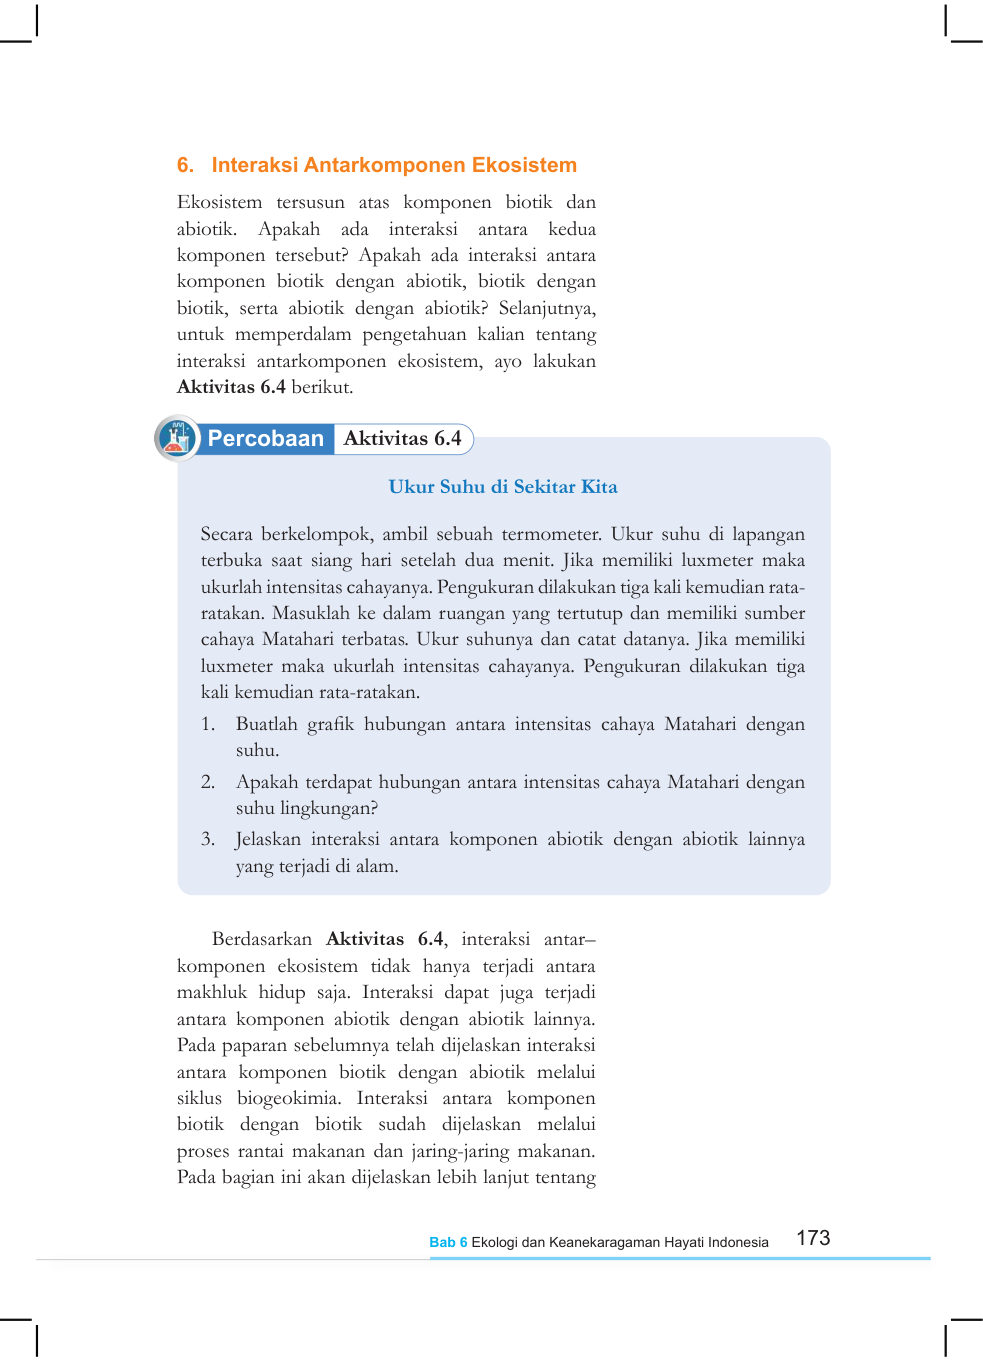 6. Interaksi Antarkomponen Ekosistem
Ekosistem tersusun atas komponen biotik dan
abiotik. Apakah ada interaksi antara kedua
komponen tersebut? Apakah ada interaksi antara
komponen biotik dengan abiotik, biotik dengan
biotik, serta abiotik dengan abiotik? Selanjutnya,
untuk memperdalam pengetahuan kalian tentang
interaksi antarkomponen ekosistem, ayo lakukan
Aktivitas 6.4 berikut.
Percobaan Aktivitas 6.4
Ukur Suhu di Sekitar Kita
Secara berkelompok, ambil sebuah termometer. Ukur suhu di lapangan
terbuka saat siang hari setelah dua menit. Jika memiliki luxmeter maka
ukurlah intensitas cahayanya. Pengukuran dilakukan tiga kali kemudian rata-
ratakan. Masuklah ke dalam ruangan yang tertutup dan memiliki sumber
cahaya Matahari terbatas. Ukur suhunya dan catat datanya. Jika memiliki
luxmeter maka ukurlah intensitas cahayanya. Pengukuran dilakukan tiga
kali kemudian rata-ratakan.
1. Buatlah grafik hubungan antara intensitas cahaya Matahari dengan
suhu.
2. Apakah terdapat hubungan antara intensitas cahaya Matahari dengan
suhu lingkungan?
3. Jelaskan interaksi antara komponen abiotik dengan abiotik lainnya
yang terjadi di alam.
Berdasarkan Aktivitas 6.4, interaksi antar–
komponen ekosistem tidak hanya terjadi antara
makhluk hidup saja. Interaksi dapat juga terjadi
antara komponen abiotik dengan abiotik lainnya.
Pada paparan sebelumnya telah dijelaskan interaksi
antara komponen biotik dengan abiotik melalui
siklus biogeokimia. Interaksi antara komponen
biotik dengan biotik sudah dijelaskan melalui
proses rantai makanan dan jaring-jaring makanan.
Pada bagian ini akan dijelaskan lebih lanjut tentang
Bab 6 Ekologi dan Keanekaragaman Hayati Indonesia 173